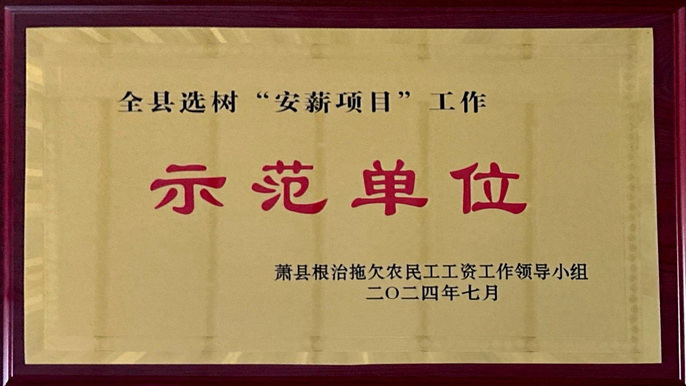 全县选树“安薪项目”工作
示范单位
萧县根治拖欠农民工工资工作领导小组
二〇二四年七月